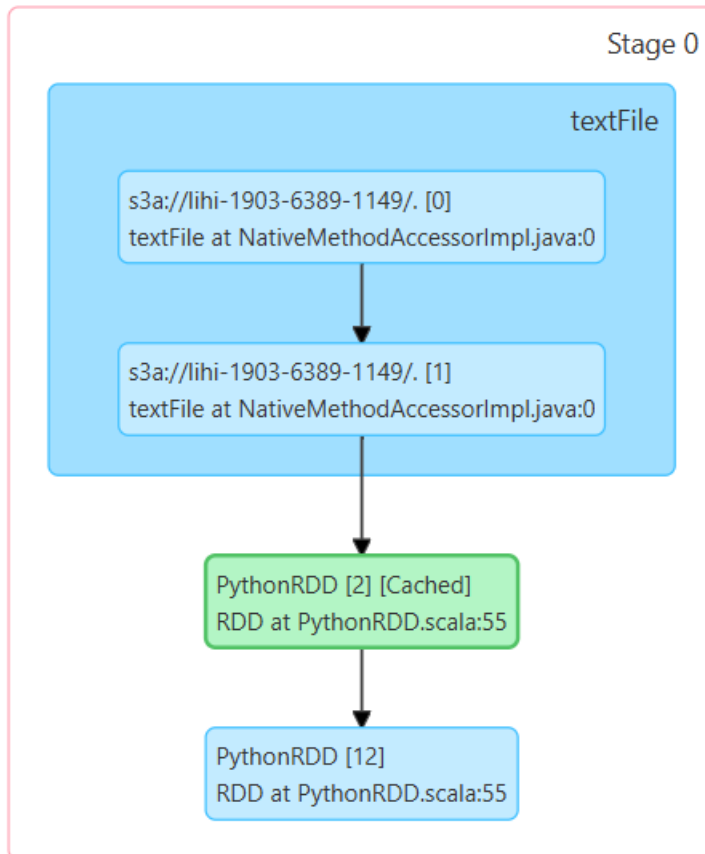 Stage 0
textFile
s3a://lihi-1903-6389-1149/. [0]
textFile at NativeMethodAccessorImpl.java:0
s3a://lihi-1903-6389-1149/. [1]
textFile at NativeMethodAccessorImpl.java:0
PythonRDD [2] [Cached]
RDD at PythonRDD.scala:55
PythonRDD [12]
RDD at PythonRDD.scala:55